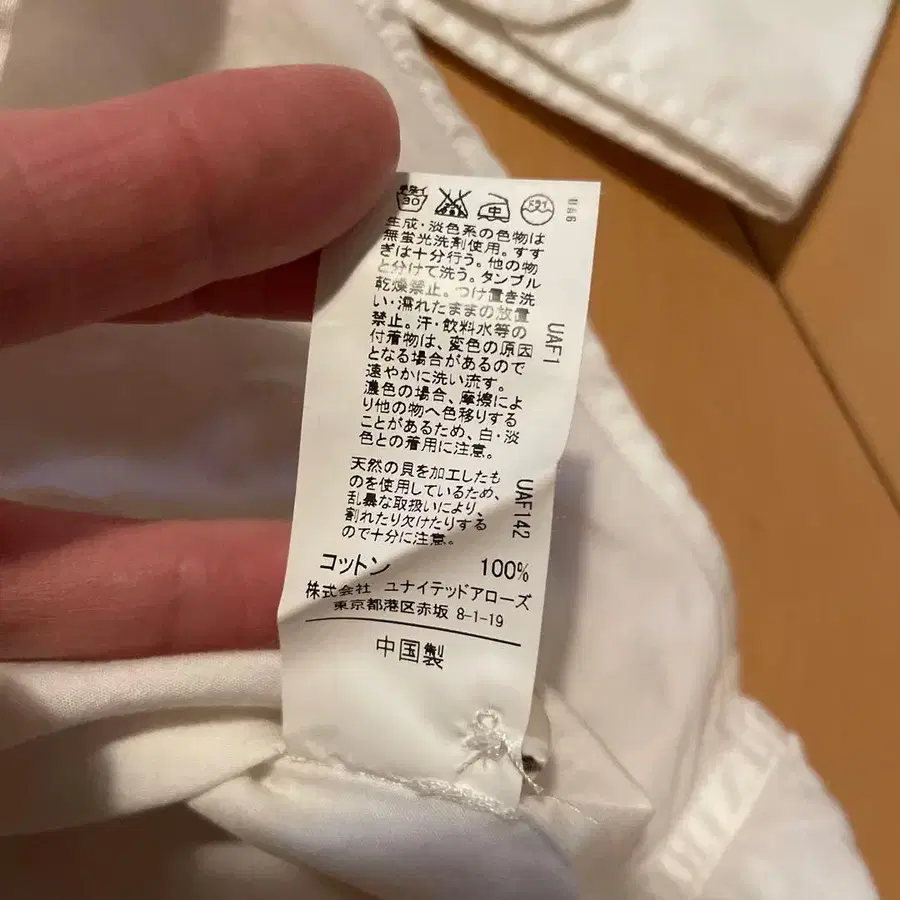 30
中
生成・淡色系の色物は
無蛍光洗剤使用。すす
ぎは十分行う。他の物
と分けて洗う。タンブル
乾燥禁止。つけ置き洗
い・濡れたままの放置
禁止。汗・飲料水等の
付着物は、変色の原因
となる場合があるので
速やかに洗い流す。
濃色の場合、摩擦によ
り他の物へ色移りする
ことがあるため、白・淡
色との着用に注意。
UAF1
天然の貝を加工したも
のを使用しているため、
乱暴な取扱いにより、
割れたり欠けたりする
ので十分に注意。
UAF142
コットン 100%
株式会社 ユナイテッドアローズ
東京都港区赤坂 8-1-19
中国製